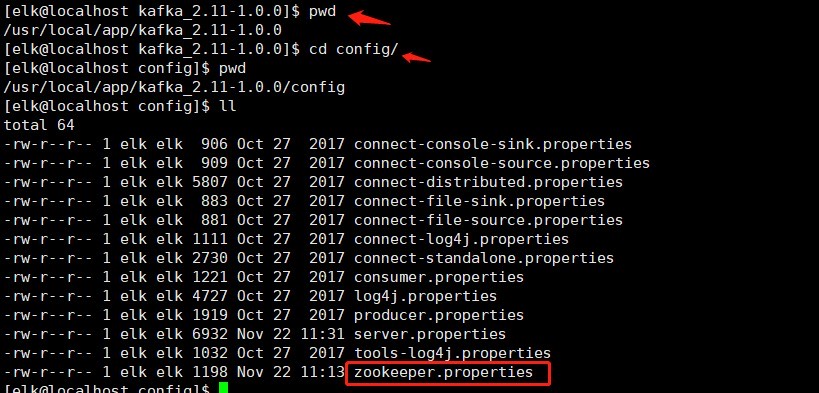 [elk@localhost kafka_2.11-1.0.0]$ pwd
/usr/local/app/kafka_2.11-1.0.0
[elk@localhost kafka_2.11-1.0.0]$ cd config/
[elk@localhost config]$ pwd
/usr/local/app/kafka_2.11-1.0.0/config
[elk@localhost config]$ ll
total 64
-rw-r--r-- 1 elk elk  906 Oct 27  2017 connect-console-sink.properties
-rw-r--r-- 1 elk elk  909 Oct 27  2017 connect-console-source.properties
-rw-r--r-- 1 elk elk 5807 Oct 27  2017 connect-distributed.properties
-rw-r--r-- 1 elk elk  883 Oct 27  2017 connect-file-sink.properties
-rw-r--r-- 1 elk elk  881 Oct 27  2017 connect-file-source.properties
-rw-r--r-- 1 elk elk 1111 Oct 27  2017 connect-log4j.properties
-rw-r--r-- 1 elk elk 2730 Oct 27  2017 connect-standalone.properties
-rw-r--r-- 1 elk elk 1221 Oct 27  2017 consumer.properties
-rw-r--r-- 1 elk elk 4727 Oct 27  2017 log4j.properties
-rw-r--r-- 1 elk elk 1919 Oct 27  2017 producer.properties
-rw-r--r-- 1 elk elk 6932 Nov 22 11:31 server.properties
-rw-r--r-- 1 elk elk 1032 Oct 27  2017 tools-log4j.properties
-rw-r--r-- 1 elk elk 1198 Nov 22 11:13 zookeeper.properties
[elk@localhost config]$